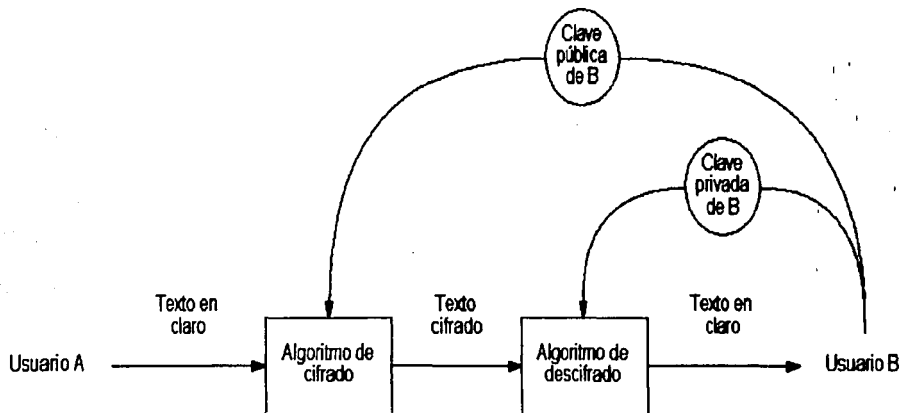 Clave
pública
de B
Clave
privada
de B
Texto en
claro
Texto
cifrado
Texto en
claro
Usuario A
Algoritmo de
cifrado
Algoritmo de
descifrado
Usuario B